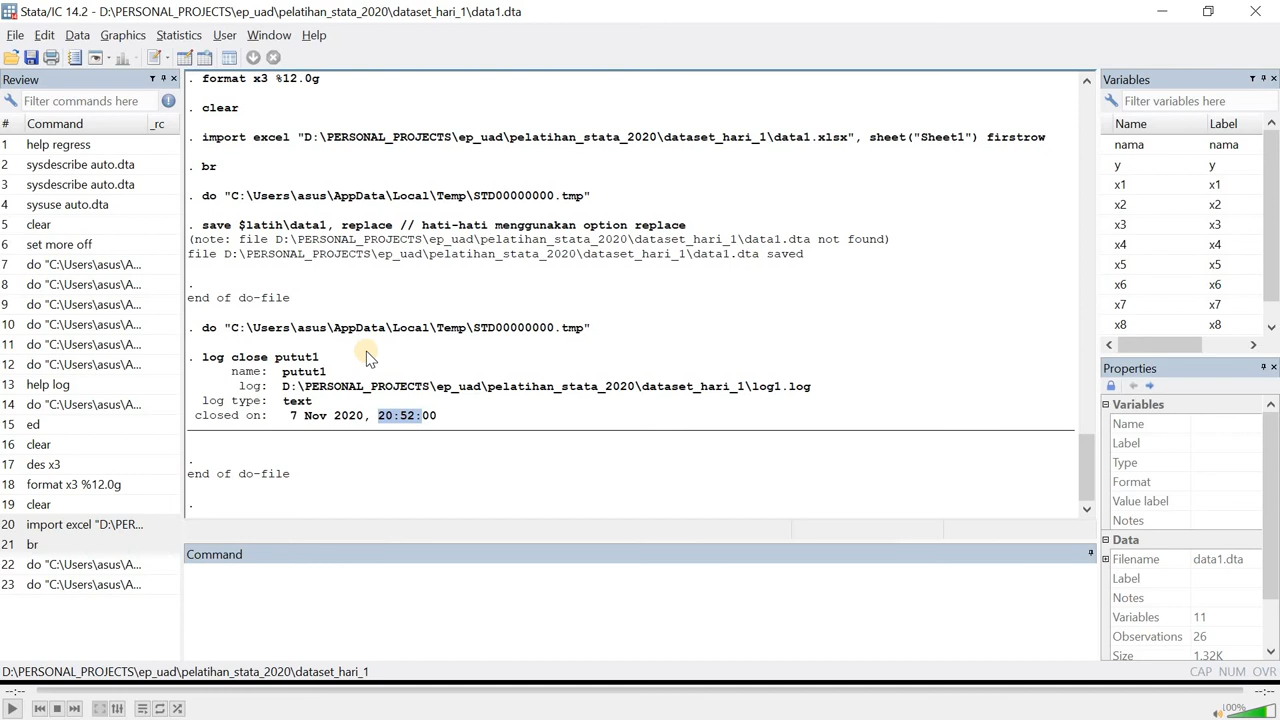 Stata/IC 14.2 - D:\PERSONAL_PROJECTS\ep_uad\pelatihan_stata_2020\dataset_hari_1\data1.dta
File Edit Data Graphics Statistics User Window Help
Review
Filter commands here
# Command _rc
1 help regress
2 sysdescribe auto.dta
3 sysdescribe auto.dta
4 sysuse auto.dta
5 clear
6 set more off
7 do "C:\Users\asus\A...
8 do "C:\Users\asus\A...
9 do "C:\Users\asus\A...
10 do "C:\Users\asus\A...
11 do "C:\Users\asus\A...
12 do "C:\Users\asus\A...
13 help log
14 do "C:\Users\asus\A...
15 ed
16 clear
17 des x3
18 format x3 %12.0g
19 clear
20 import excel "D:\PER...
21 br
22 do "C:\Users\asus\A...
23 do "C:\Users\asus\A...
. format x3 %12.0g
. clear
. import excel "D:\PERSONAL_PROJECTS\ep_uad\pelatihan_stata_2020\dataset_hari_1\data1.xlsx", sheet("Sheet1") firstrow
. br
. do "C:\Users\asus\AppData\Local\Temp\STD00000000.tmp"
. save $latih\data1, replace // hati-hati menggunakan option replace
(note: file D:\PERSONAL_PROJECTS\ep_uad\pelatihan_stata_2020\dataset_hari_1\data1.dta not found)
file D:\PERSONAL_PROJECTS\ep_uad\pelatihan_stata_2020\dataset_hari_1\data1.dta saved
.
end of do-file
. do "C:\Users\asus\AppData\Local\Temp\STD00000000.tmp"
. log close putut1
name: putut1
log: D:\PERSONAL_PROJECTS\ep_uad\pelatihan_stata_2020\dataset_hari_1\log1.log
log type: text
closed on: 7 Nov 2020, 20:52:00
.
end of do-file
.
Command
Variables
Filter variables here
Name Label
nama nama
y y
x1 x1
x2 x2
x3 x3
x4 x4
x5 x5
x6 x6
x7 x7
x8 x8
Properties
Variables
Name
Label
Type
Format
Value label
Notes
Data
Filename data1.dta
Label
Notes
Variables 11
Observations 26
Size 1.32K
D:\PERSONAL_PROJECTS\ep_uad\pelatihan_stata_2020\dataset_hari_1
CAP NUM OVR
--:-- --:--
100%